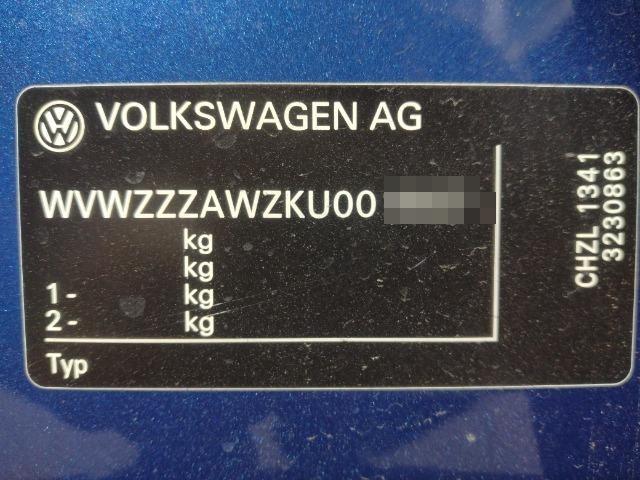 VOLKSWAGEN AG
WVWZZZAWZKU00
kg
kg
1- kg
2- kg
Typ
CHZL 1341
3230863